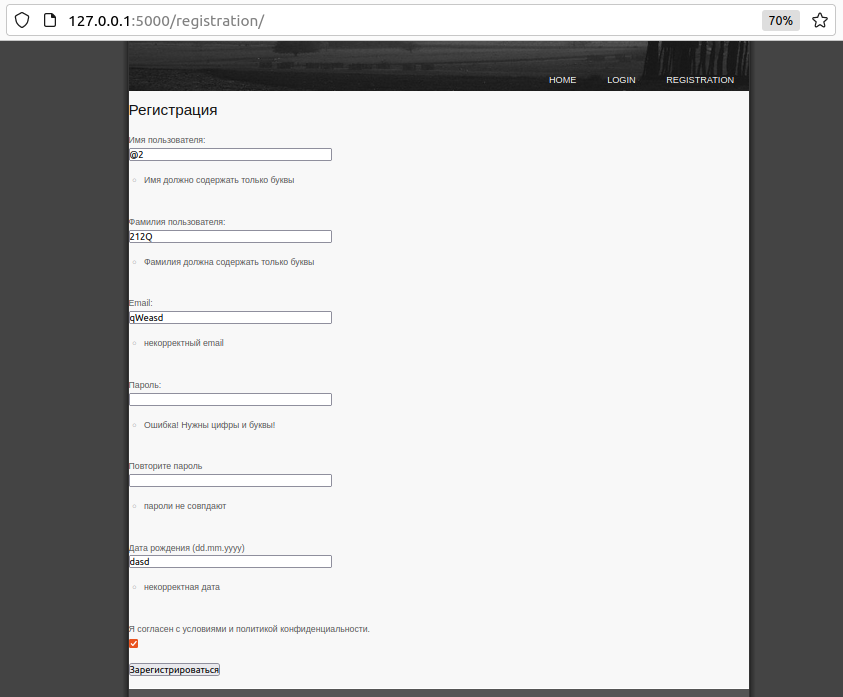 127.0.0.1:5000/registration/ 70%
HOME LOGIN REGISTRATION
Регистрация
Имя пользователя:
@2
Имя должно содержать только буквы
Фамилия пользователя:
212Q
Фамилия должна содержать только буквы
Email:
qWeasd
некорректный email
Пароль:
Ошибка! Нужны цифры и буквы!
Повторите пароль
пароли не совпдают
Дата рождения (dd.mm.yyyy)
dasd
некорректная дата
Я согласен с условиями и политикой конфиденциальности.
Зарегистрироваться